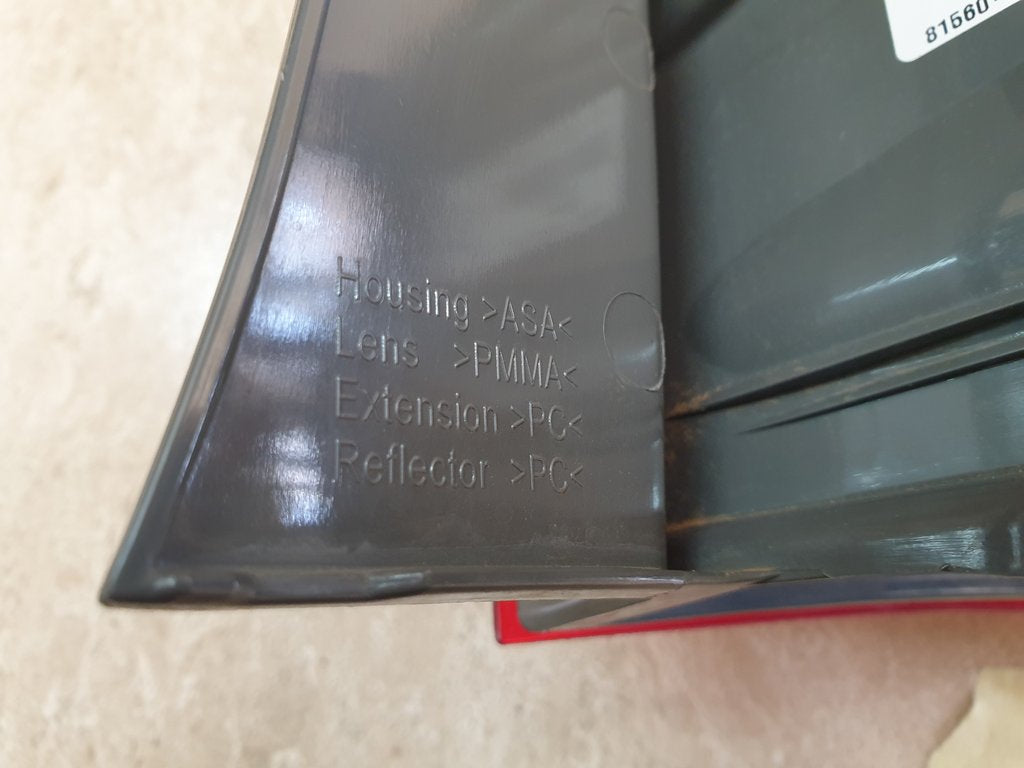 81560
Housing >ASA<
Lens >PMMA<
Extension >PC<
Reflector >PC<